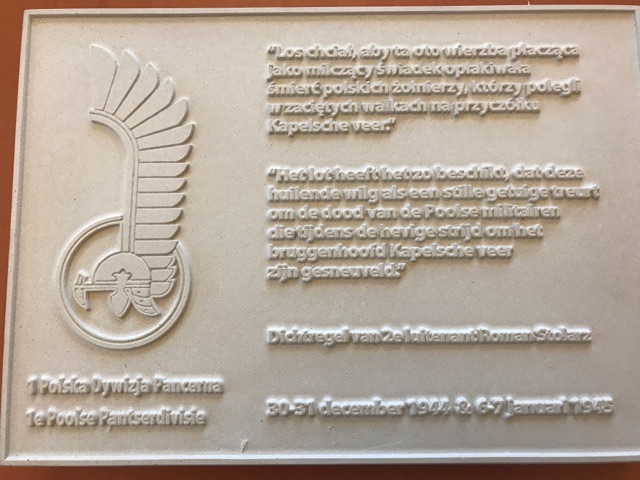 "Los chciał, aby ta oto wierzba płacząca
jako milczący świadek opłakiwała
śmierć polskich żołnierzy, którzy polegli
w zaciętych walkach na przyczółku
Kapelsche veer."
"Het lot heeft het zo beschikt, dat deze
huilende wilg als een stille getuige treurt
om de dood van de Poolse militairen
die tijdens de hevige strijd om het
bruggenhoofd Kapelsche veer
zijn gesneuveld."
Dichtregel van 2e luitenant Roman Stolarz
30-31 december 1944 & 6-7 januari 1945
1 Polska Dywizja Pancerna
1e Poolse Pantserdivisie